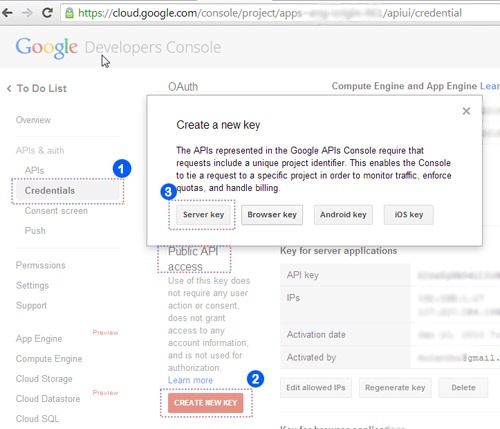 https://cloud.google.com/console/project/apps /apiui/credential
Google Developers Console
To Do List
Overview
APIs & auth
APIs
1
Credentials
Consent screen
Push
Permissions
Settings
Support
App Engine Preview
Compute Engine
Cloud Storage
Cloud Datastore Preview
Cloud SQL
OAuth
Compute Engine and App Engine Lear
Create a new key
The APIs represented in the Google APIs Console require that
requests include a unique project identifier. This enables the Console
to tie a request to a specific project in order to monitor traffic, enforce
quotas, and handle billing.
3
Server key Browser key Android key iOS key
Public API
access
Use of this key does
not require any user
action or consent,
does not grant
access to any
account information,
and is not used for
authorization.
Learn more
2
CREATE NEW KEY
Key for server applications
API key
IPs
Activation date
Activated by @gmail.
Edit allowed IPs Regenerate key Delete
Key for browser applications